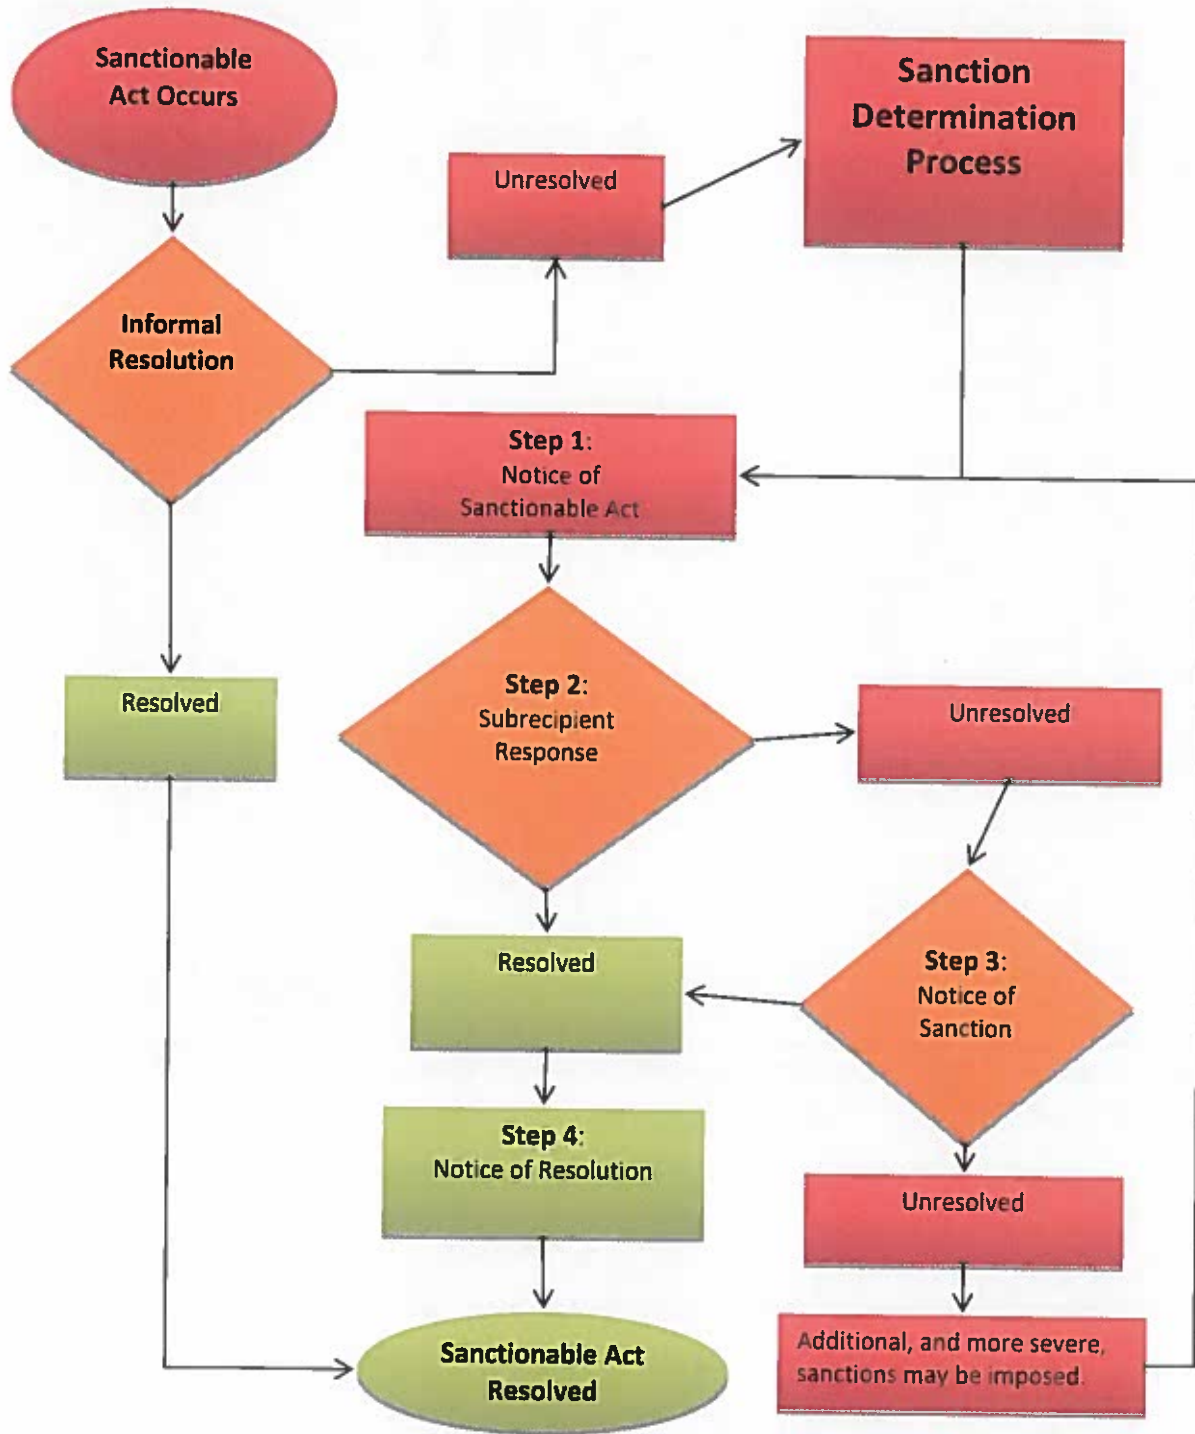 Sanctionable
Act Occurs
Sanction
Determination
Process
Unresolved
Informal
Resolution
Step 1:
Notice of
Sanctionable Act
Resolved
Step 2:
Subrecipient
Response
Unresolved
Resolved
Step 3:
Notice of
Sanction
Step 4:
Notice of Resolution
Unresolved
Sanctionable Act
Resolved
Additional, and more severe,
sanctions may be imposed.